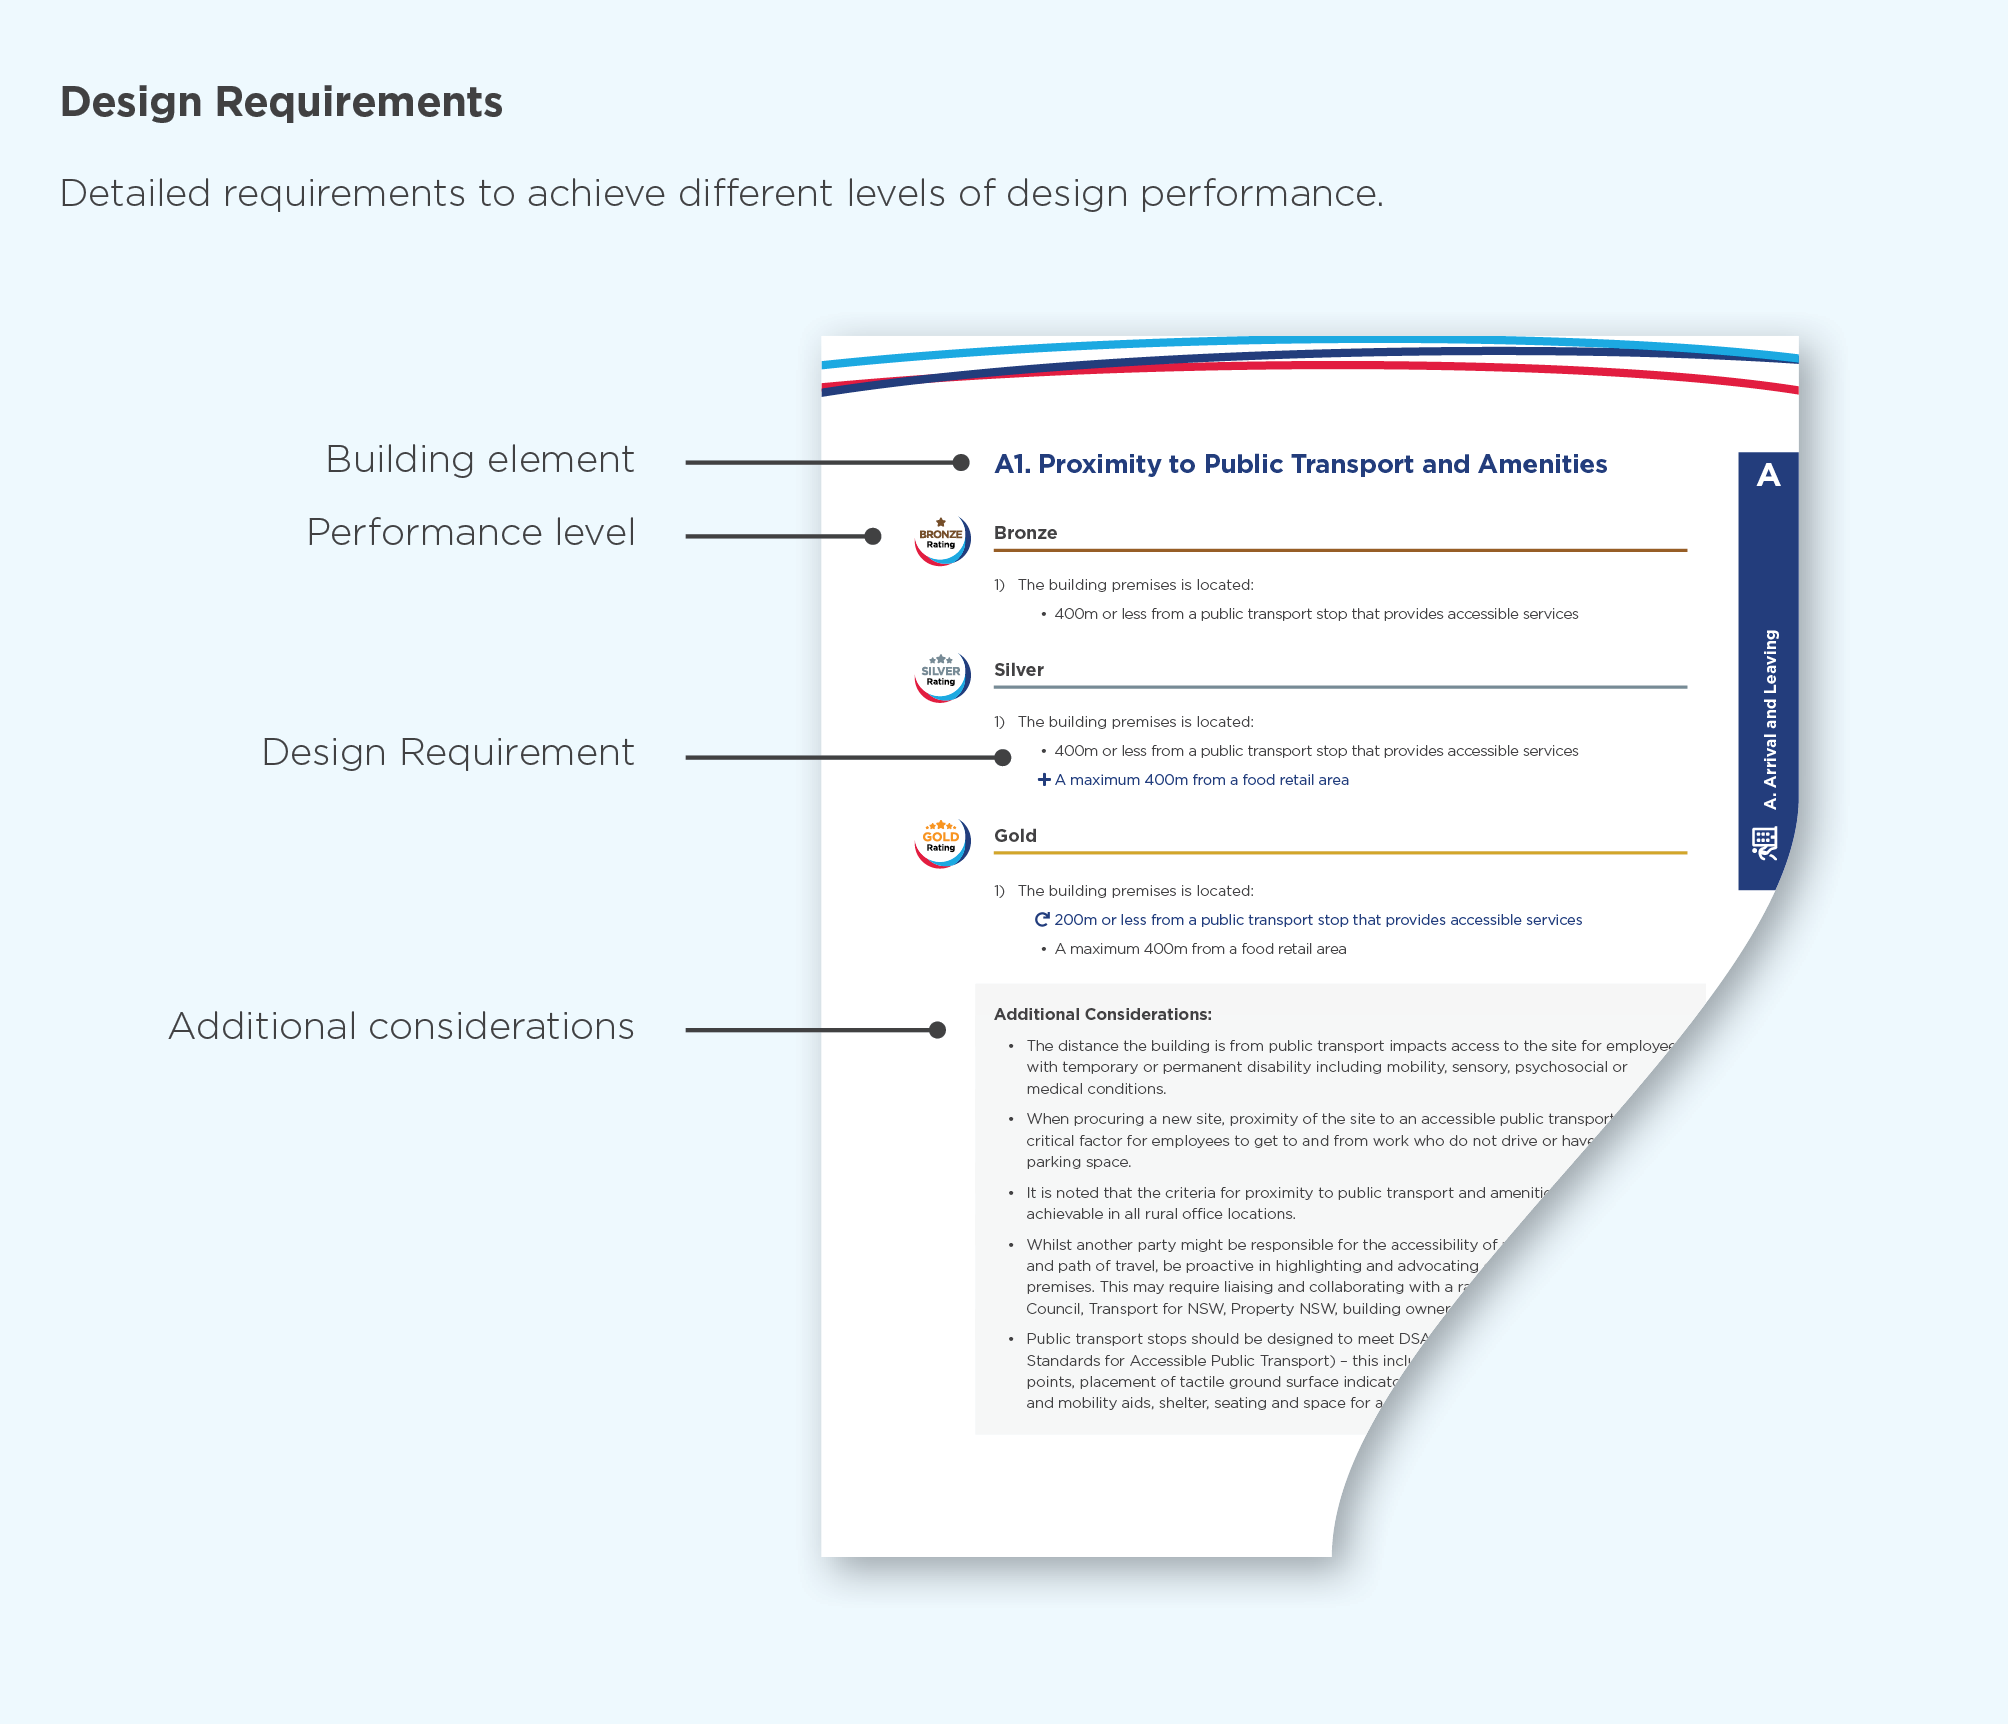 Design Requirements
Detailed requirements to achieve different levels of design performance.
Building element
A1. Proximity to Public Transport and Amenities
A
Performance level
BRONZE
Rating
Bronze
1) The building premises is located:
• 400m or less from a public transport stop that provides accessible services
SILVER
Rating
Silver
1) The building premises is located:
Design Requirement
• 400m or less from a public transport stop that provides accessible services
+ A maximum 400m from a food retail area
A. Arrival and Leaving
GOLD
Rating
Gold
1) The building premises is located:
200m or less from a public transport stop that provides accessible services
• A maximum 400m from a food retail area
Additional considerations
Additional Considerations:
• The distance the building is from public transport impacts access to the site for
with temporary or permanent disability including mobility, sensory, psychosocial or
medical conditions.
• When procuring a new site, proximity of the site to an accessible public transport
critical factor for employees to get to and from work who do not drive or have
parking space.
• It is noted that the criteria for proximity to public transport and
achievable in all rural office locations.
• Whilst another party might be responsible for the accessibility of
and path of travel, be proactive in highlighting and advocating
premises. This may require liaising and collaborating with a
Council, Transport for NSW, Property NSW, building
• Public transport stops should be designed to meet
Standards for Accessible Public Transport) – this
points, placement of tactile ground surface
and mobility aids, shelter, seating and space for